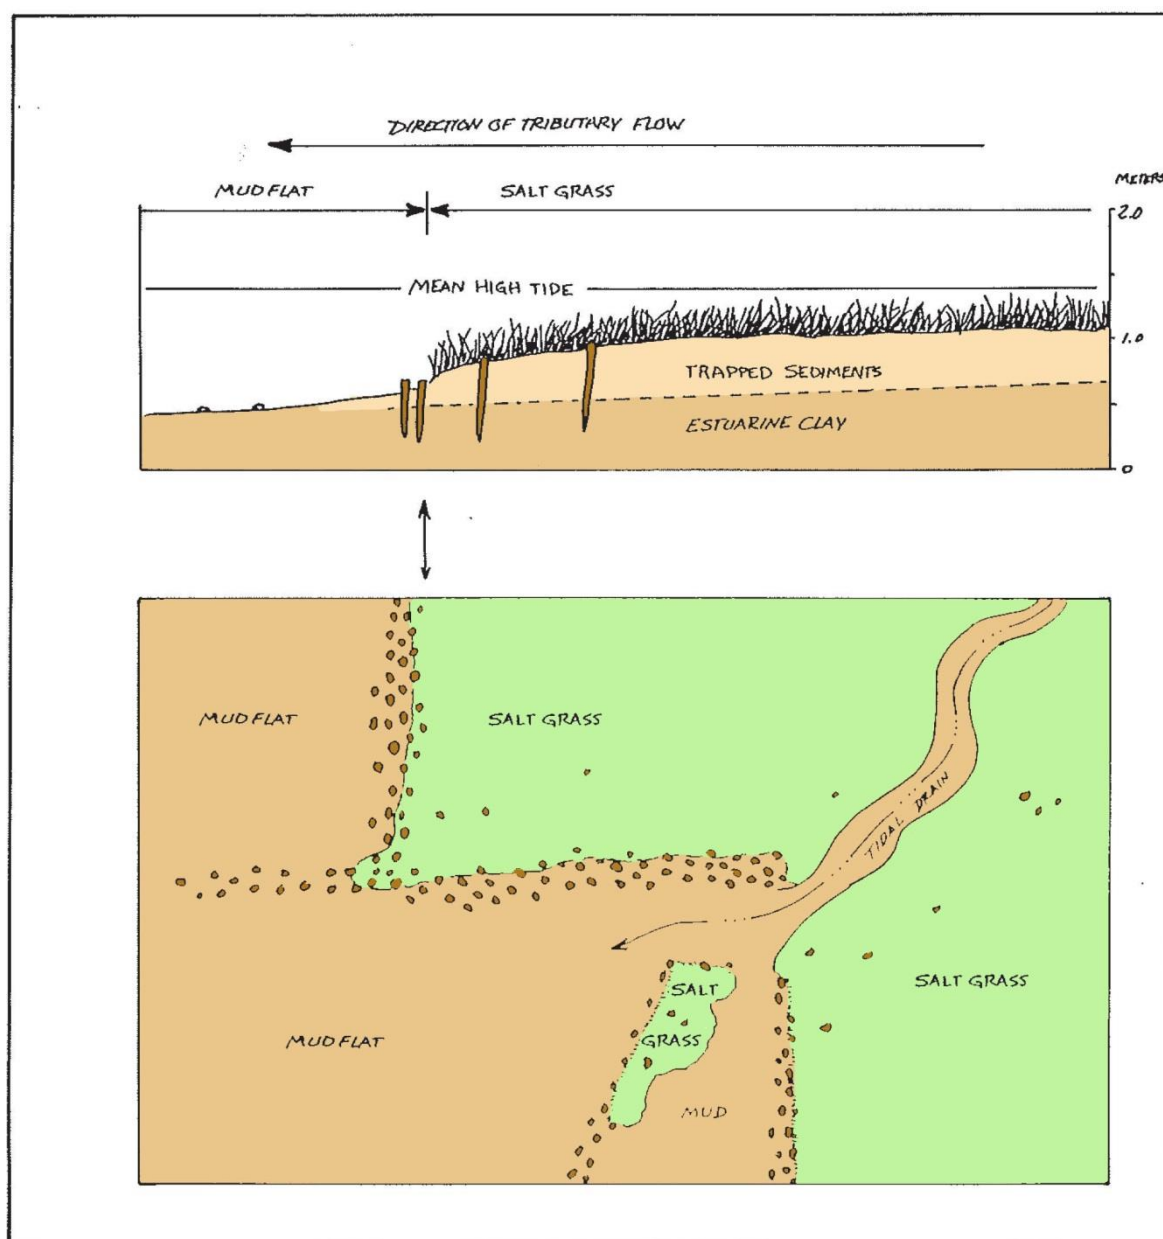 DIRECTION OF TRIBUTARY FLOW
MUD FLAT
SALT GRASS
METERS
2.0
MEAN HIGH TIDE
1.0
TRAPPED SEDIMENTS
ESTUARINE CLAY
0
MUD FLAT
SALT GRASS
TIDAL DRAIN
SALT
GRASS
SALT GRASS
MUD FLAT
MUD